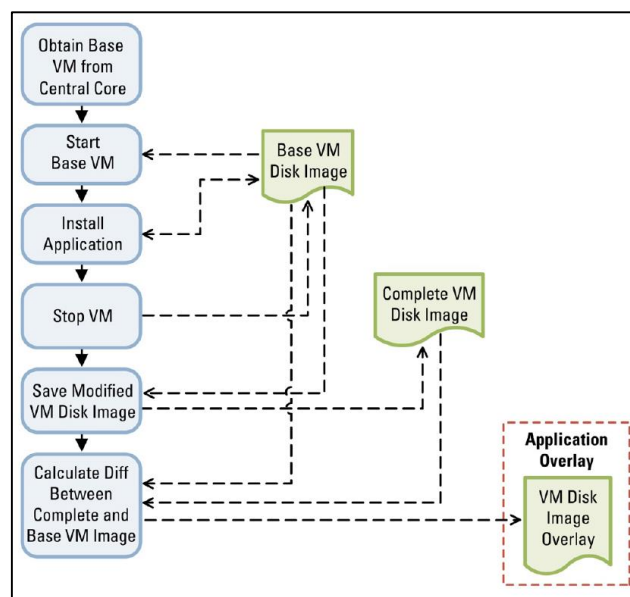 Obtain Base
VM from
Central Core
Start
Base VM
Base VM
Disk Image
Install
Application
Stop VM
Complete VM
Disk Image
Save Modified
VM Disk Image
Calculate Diff
Between
Complete and
Base VM Image
Application
Overlay
VM Disk
Image
Overlay